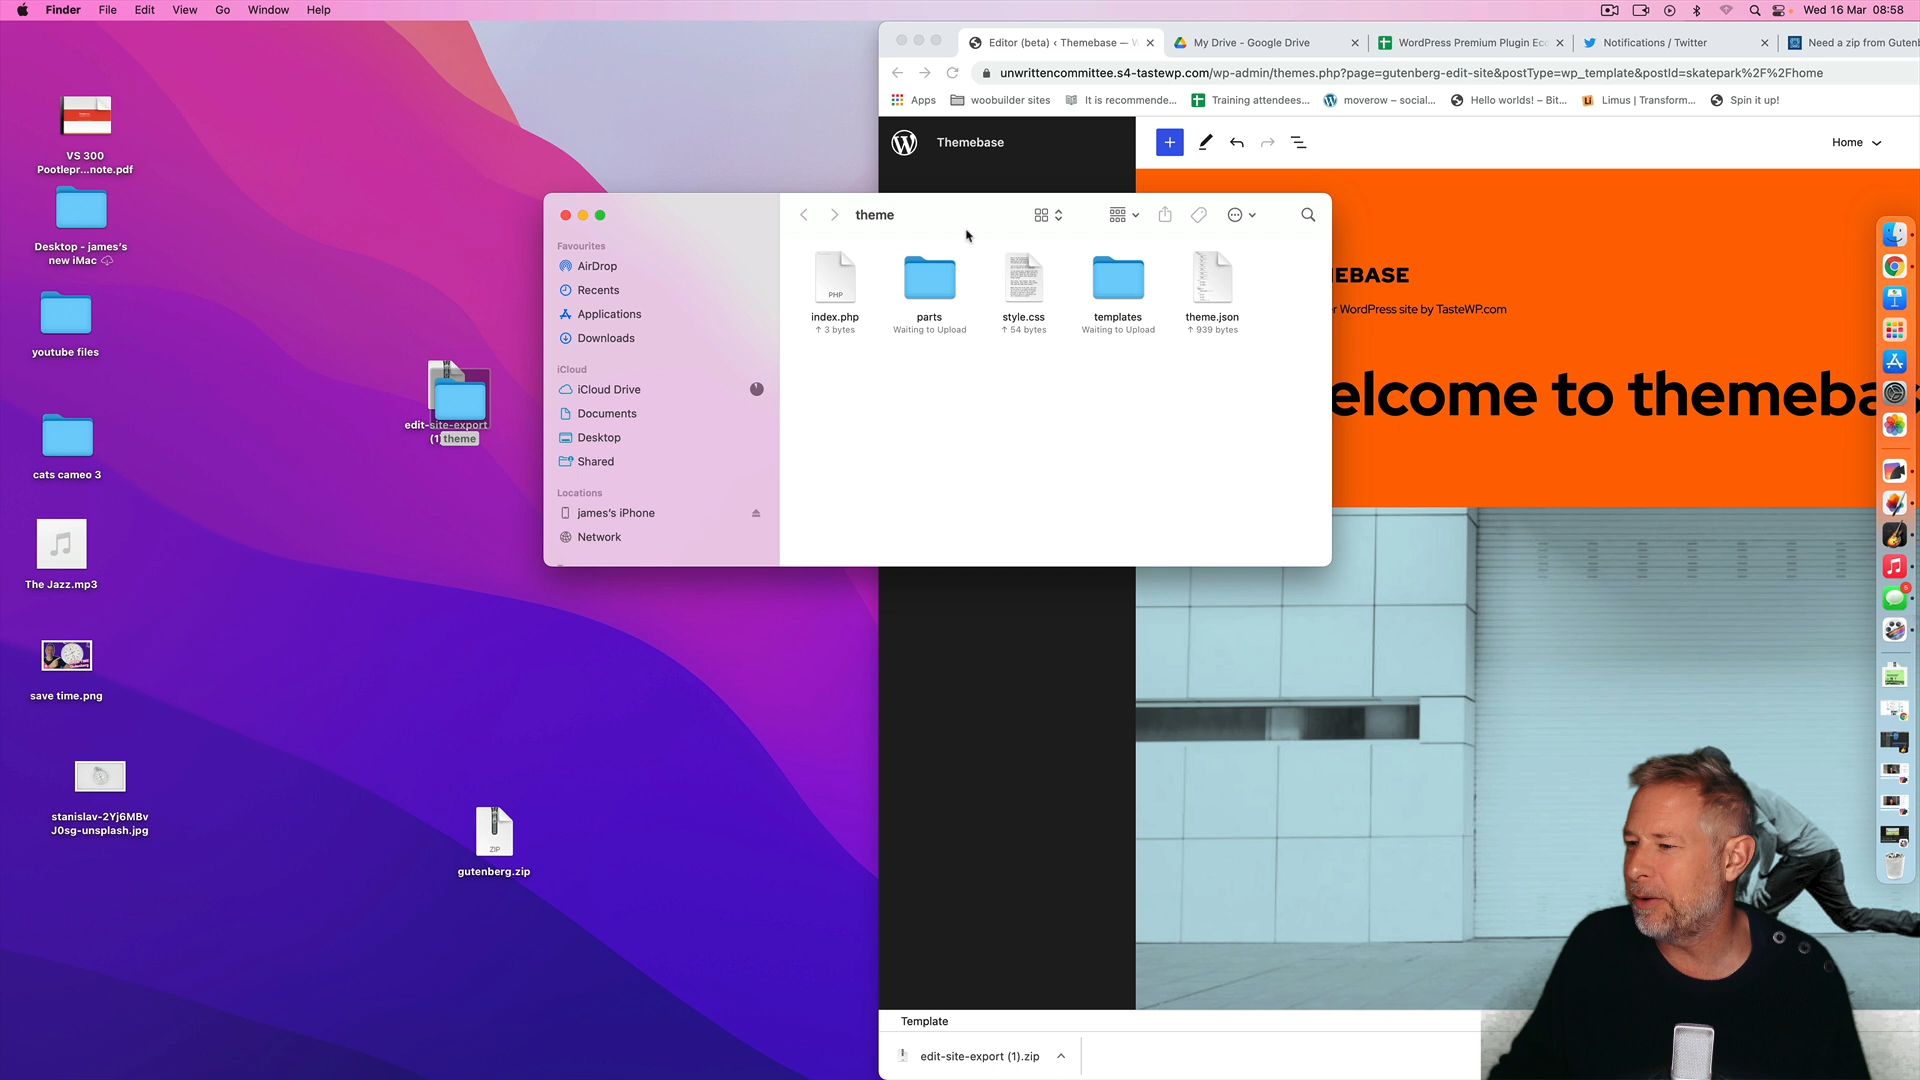 Finder File Edit View Go Window Help
Wed 16 Mar 08:58
Editor (beta) ‹ Themebase — W
My Drive - Google Drive
WordPress Premium Plugin Ecc
Notifications / Twitter
Need a zip from Gutenb
unwrittencommittee.s4-tastewp.com/wp-admin/themes.php?page=gutenberg-edit-site&postType=wp_template&postId=skatepark%2F%2Fhome
Apps
woobuilder sites
It is recommende...
Training attendees...
moverow – social...
Hello worlds! – Bit...
Limus | Transform...
Spin it up!
Themebase
Home
VS 300
Pootlepr...note.pdf
Desktop - james's
new iMac
youtube files
cats cameo 3
The Jazz.mp3
save time.png
stanislav-2Yj6MBv
J0sg-unsplash.jpg
edit-site-export
(1
theme
ZIP
gutenberg.zip
theme
Favourites
AirDrop
Recents
Applications
Downloads
iCloud
iCloud Drive
Documents
Desktop
Shared
Locations
james's iPhone
Network
PHP
index.php
↑ 3 bytes
parts
Waiting to Upload
style.css
↑ 54 bytes
templates
Waiting to Upload
theme.json
↑ 939 bytes
EBASE
r WordPress site by TasteWP.com
elcome to themeba
Template
edit-site-export (1).zip